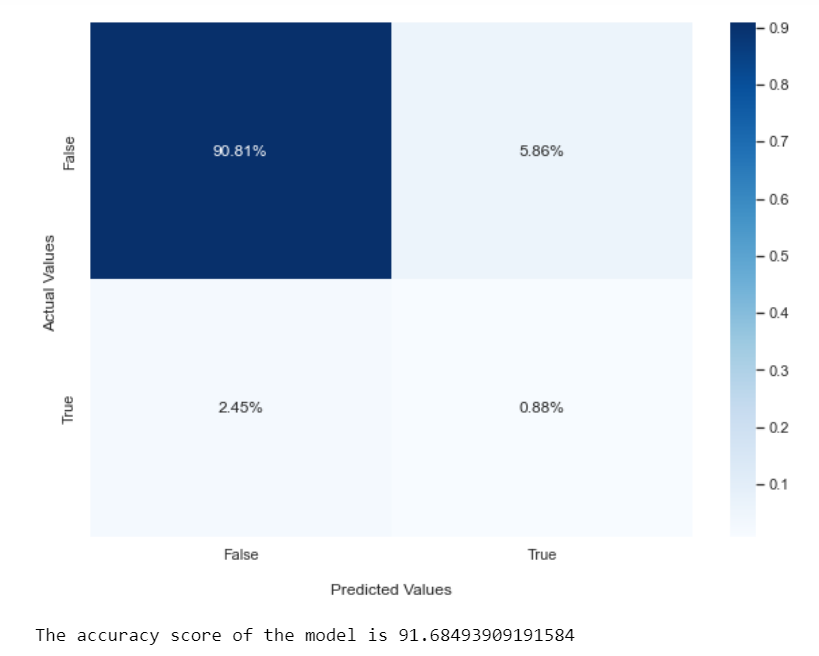 0.9
0.8
0.7
0.6
0.5
0.4
0.3
0.2
0.1
Actual Values
False
True
90.81%
5.86%
2.45%
0.88%
False
True
Predicted Values
The accuracy score of the model is 91.68493909191584